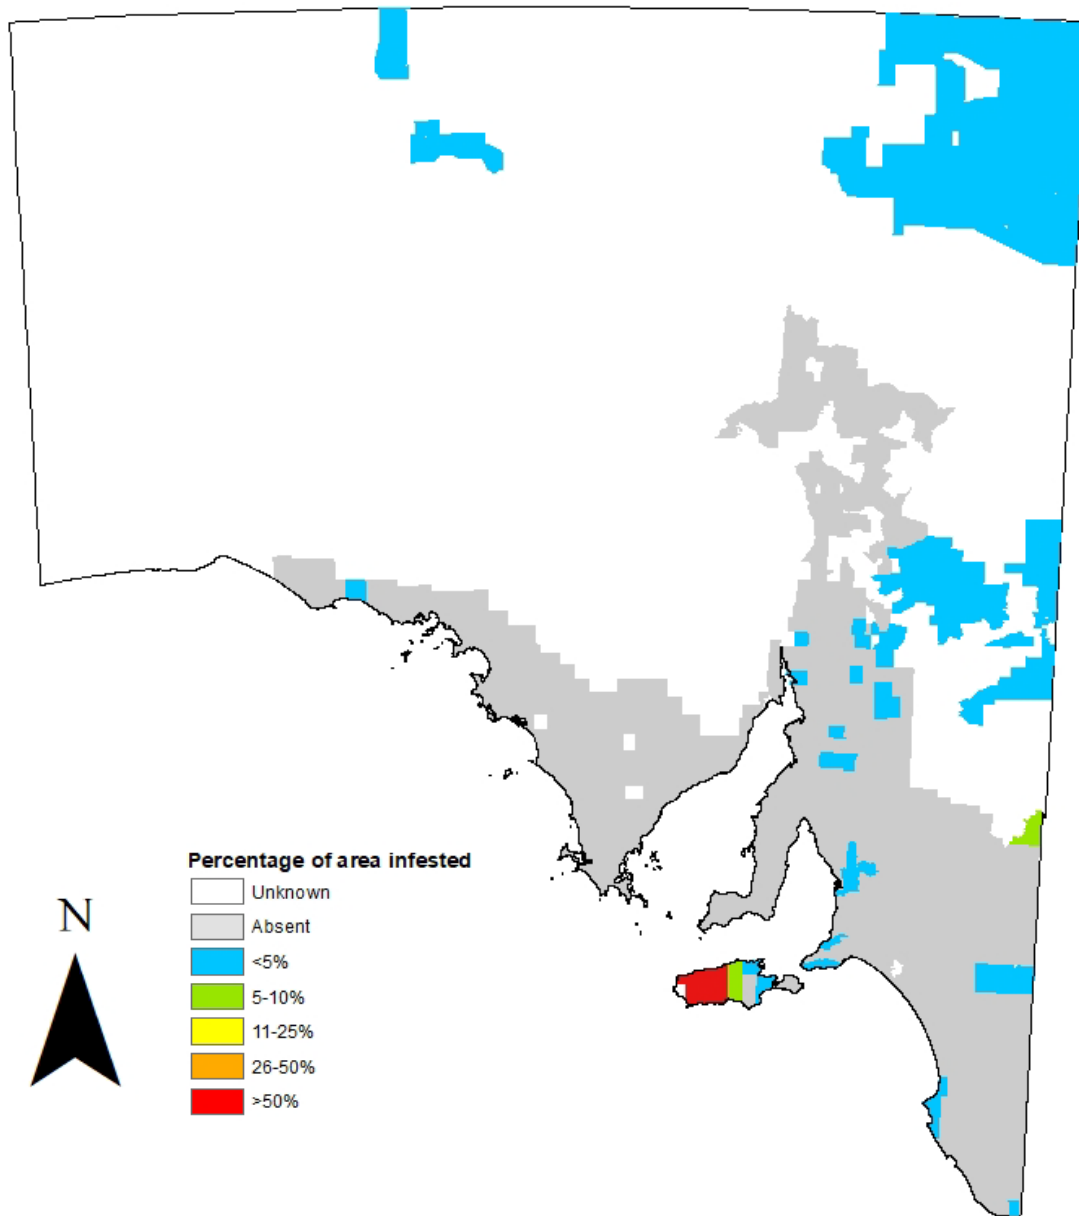 Percentage of area infested
Unknown
Absent
<5%
5-10%
11-25%
26-50%
>50%
N